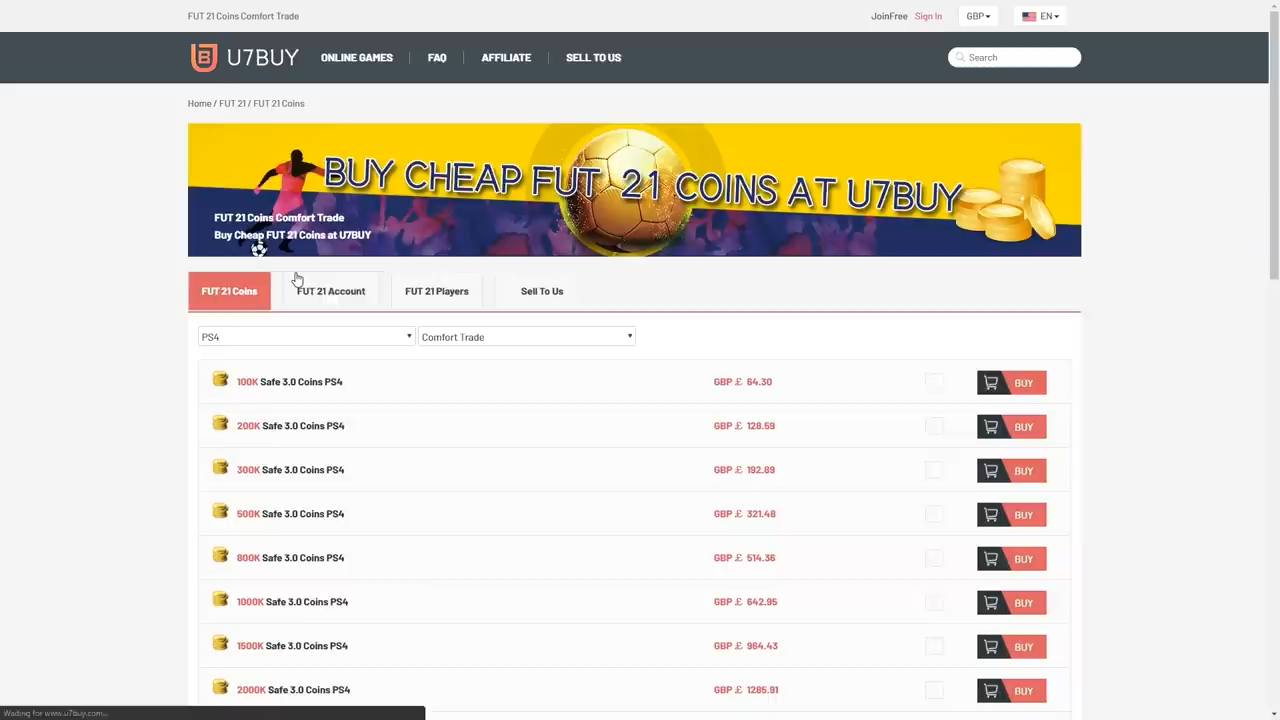 FUT 21 Coins Comfort Trade
JoinFree Sign In GBP EN
U7BUY ONLINE GAMES FAQ AFFILIATE SELL TO US Search
Home / FUT 21 / FUT 21 Coins
BUY CHEAP FUT 21 COINS AT U7BUY
FUT 21 Coins Comfort Trade
Buy Cheap FUT 21 Coins at U7BUY
FUT 21 Coins FUT 21 Account FUT 21 Players Sell To Us
PS4 Comfort Trade
100K Safe 3.0 Coins PS4 GBP £ 64.30 BUY
200K Safe 3.0 Coins PS4 GBP £ 128.59 BUY
300K Safe 3.0 Coins PS4 GBP £ 192.89 BUY
500K Safe 3.0 Coins PS4 GBP £ 321.48 BUY
800K Safe 3.0 Coins PS4 GBP £ 514.36 BUY
1000K Safe 3.0 Coins PS4 GBP £ 642.95 BUY
1500K Safe 3.0 Coins PS4 GBP £ 964.43 BUY
2000K Safe 3.0 Coins PS4 GBP £ 1285.91 BUY
Waiting for www.u7buy.com...